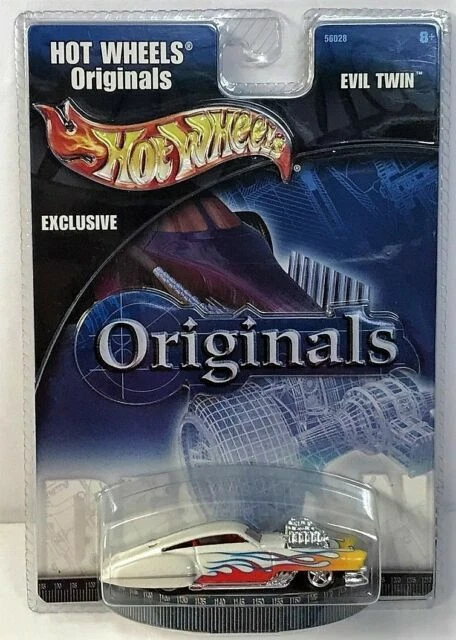 HOT WHEELS®
Originals
56028
8+
EVIL TWIN™
HOT WHEELS®
EXCLUSIVE
Originals